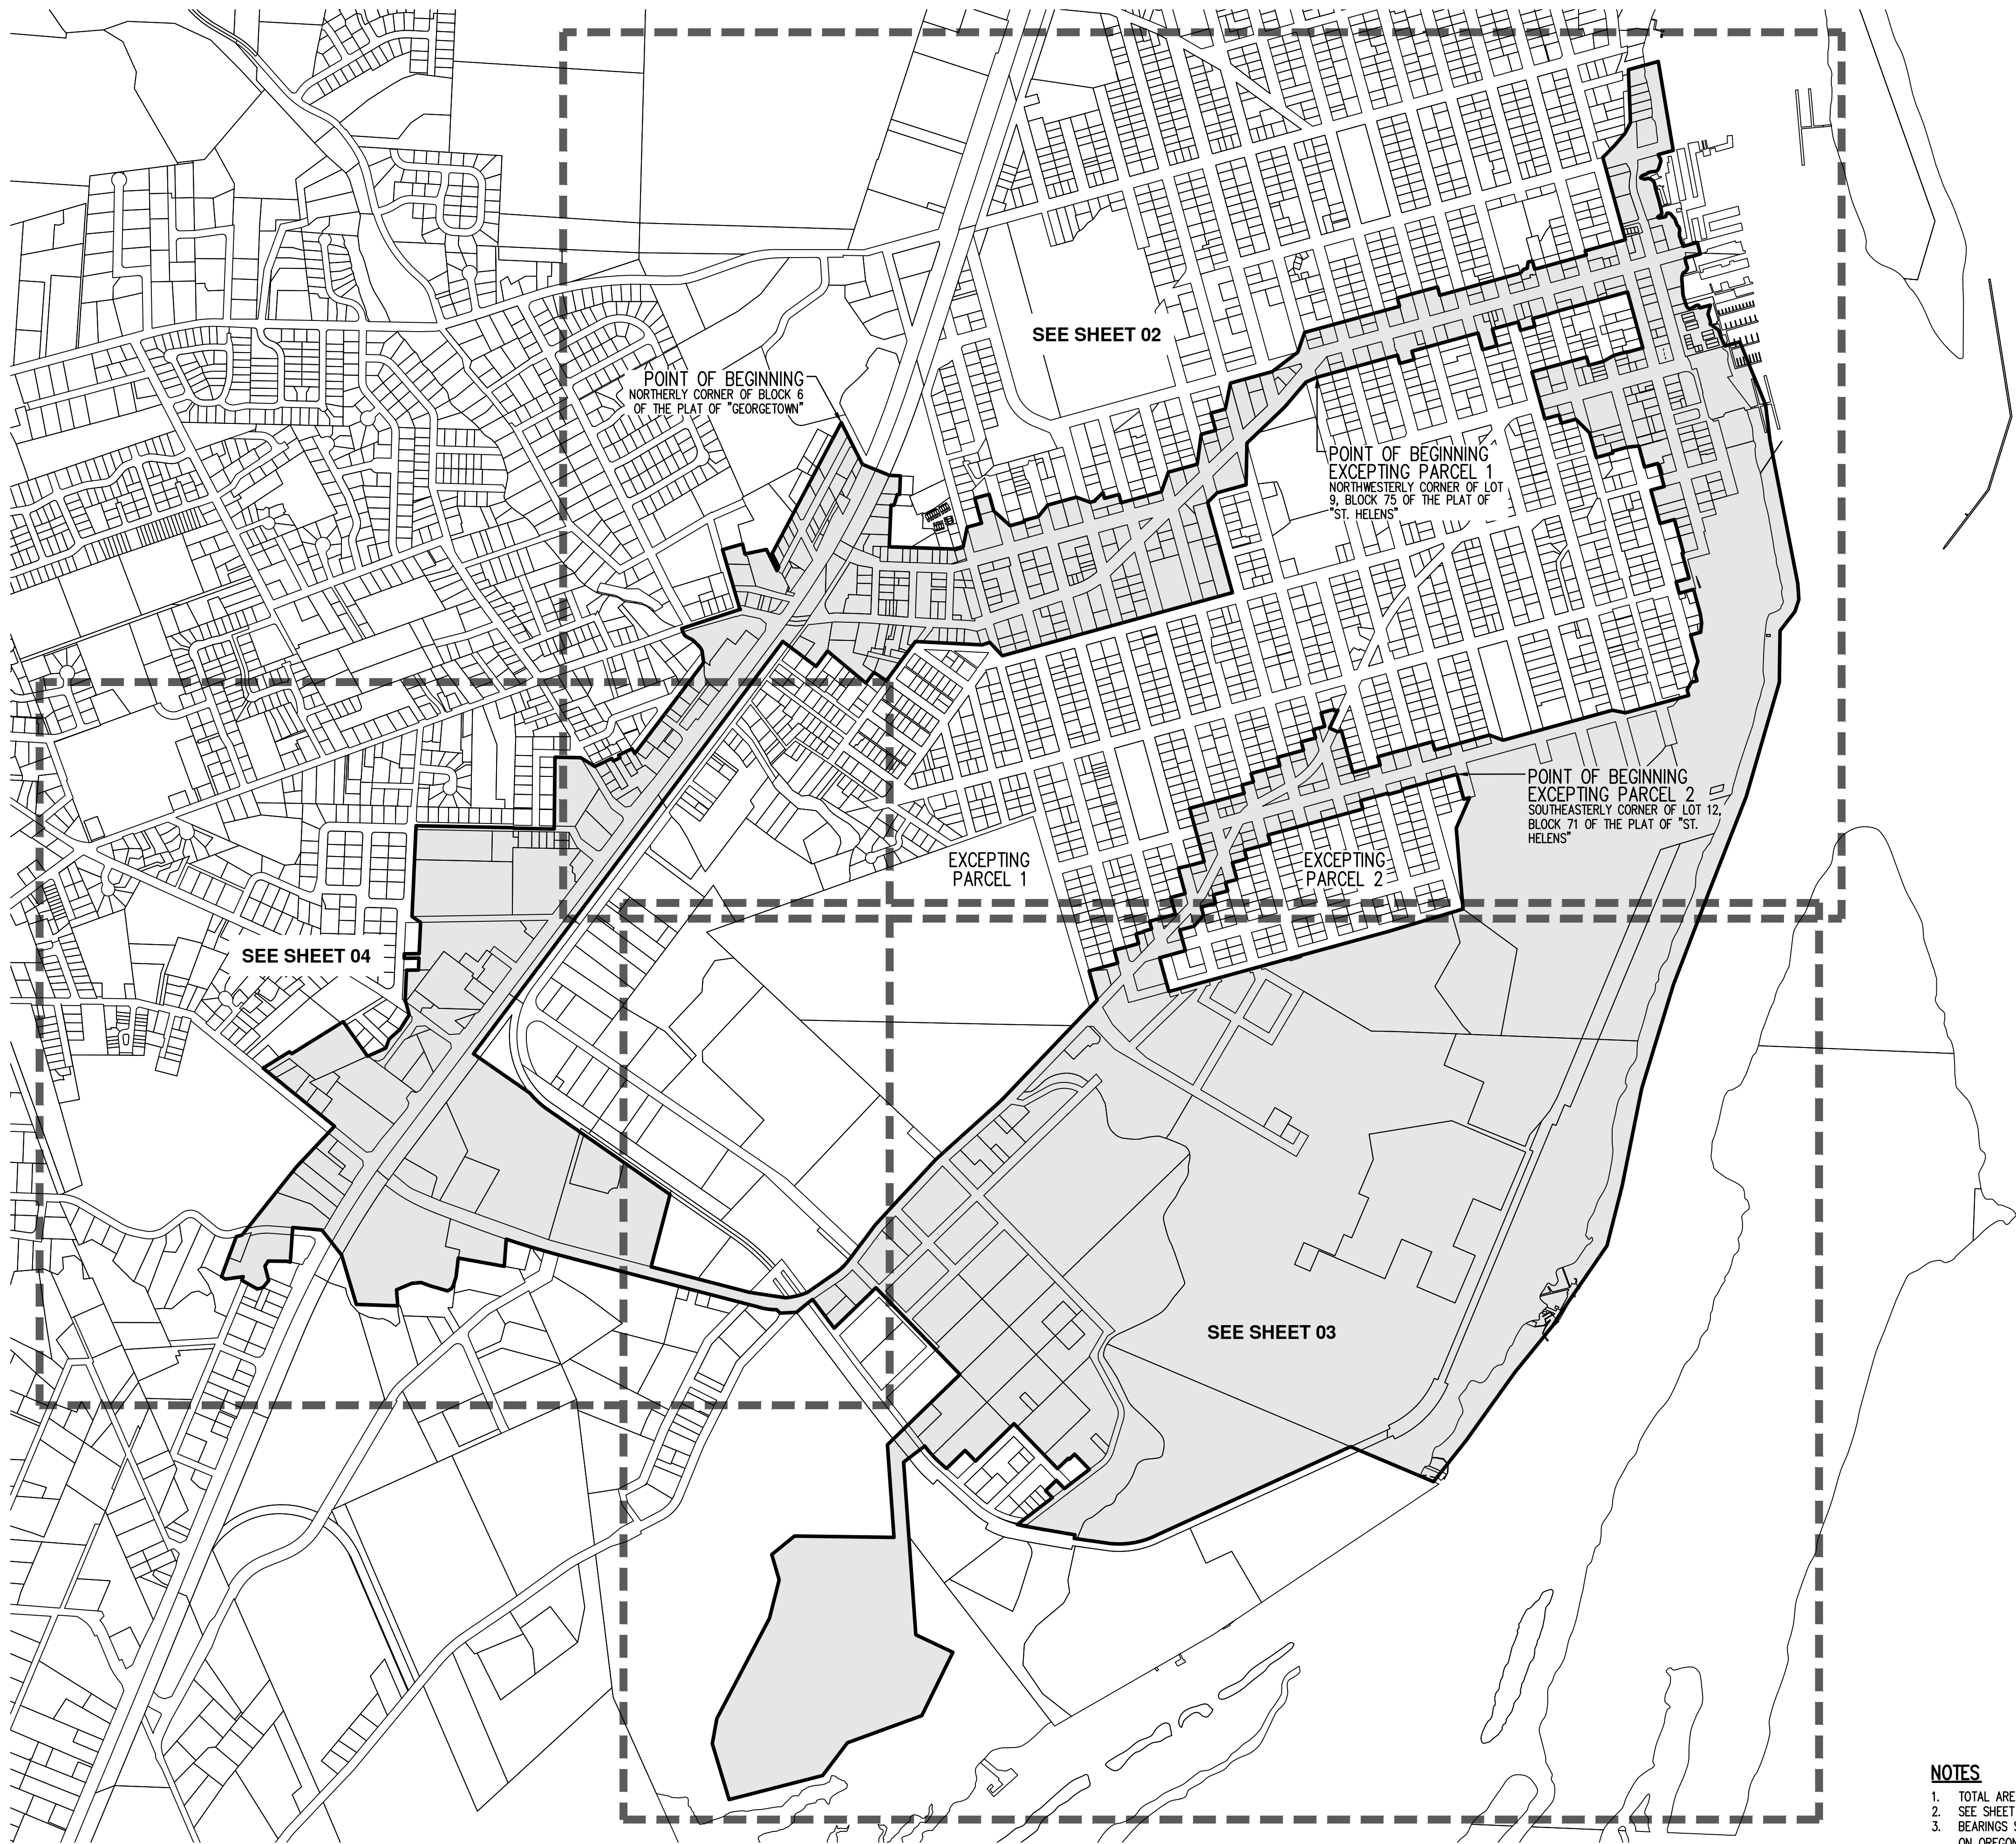 SEE SHEET 02
POINT OF BEGINNING
NORTHERLY CORNER OF BLOCK 6
OF THE PLAT OF "GEORGETOWN"
POINT OF BEGINNING
EXCEPTING PARCEL 1
NORTHWESTERLY CORNER OF LOT
9, BLOCK 75 OF THE PLAT OF
"ST. HELENS"
POINT OF BEGINNING
EXCEPTING PARCEL 2
SOUTHEASTERLY CORNER OF LOT 12,
BLOCK 71 OF THE PLAT OF "ST.
HELENS"
EXCEPTING
PARCEL 1
EXCEPTING
PARCEL 2
SEE SHEET 04
SEE SHEET 03
NOTES
1. TOTAL ARE
2. SEE SHEET
3. BEARINGS S
ON OREGON